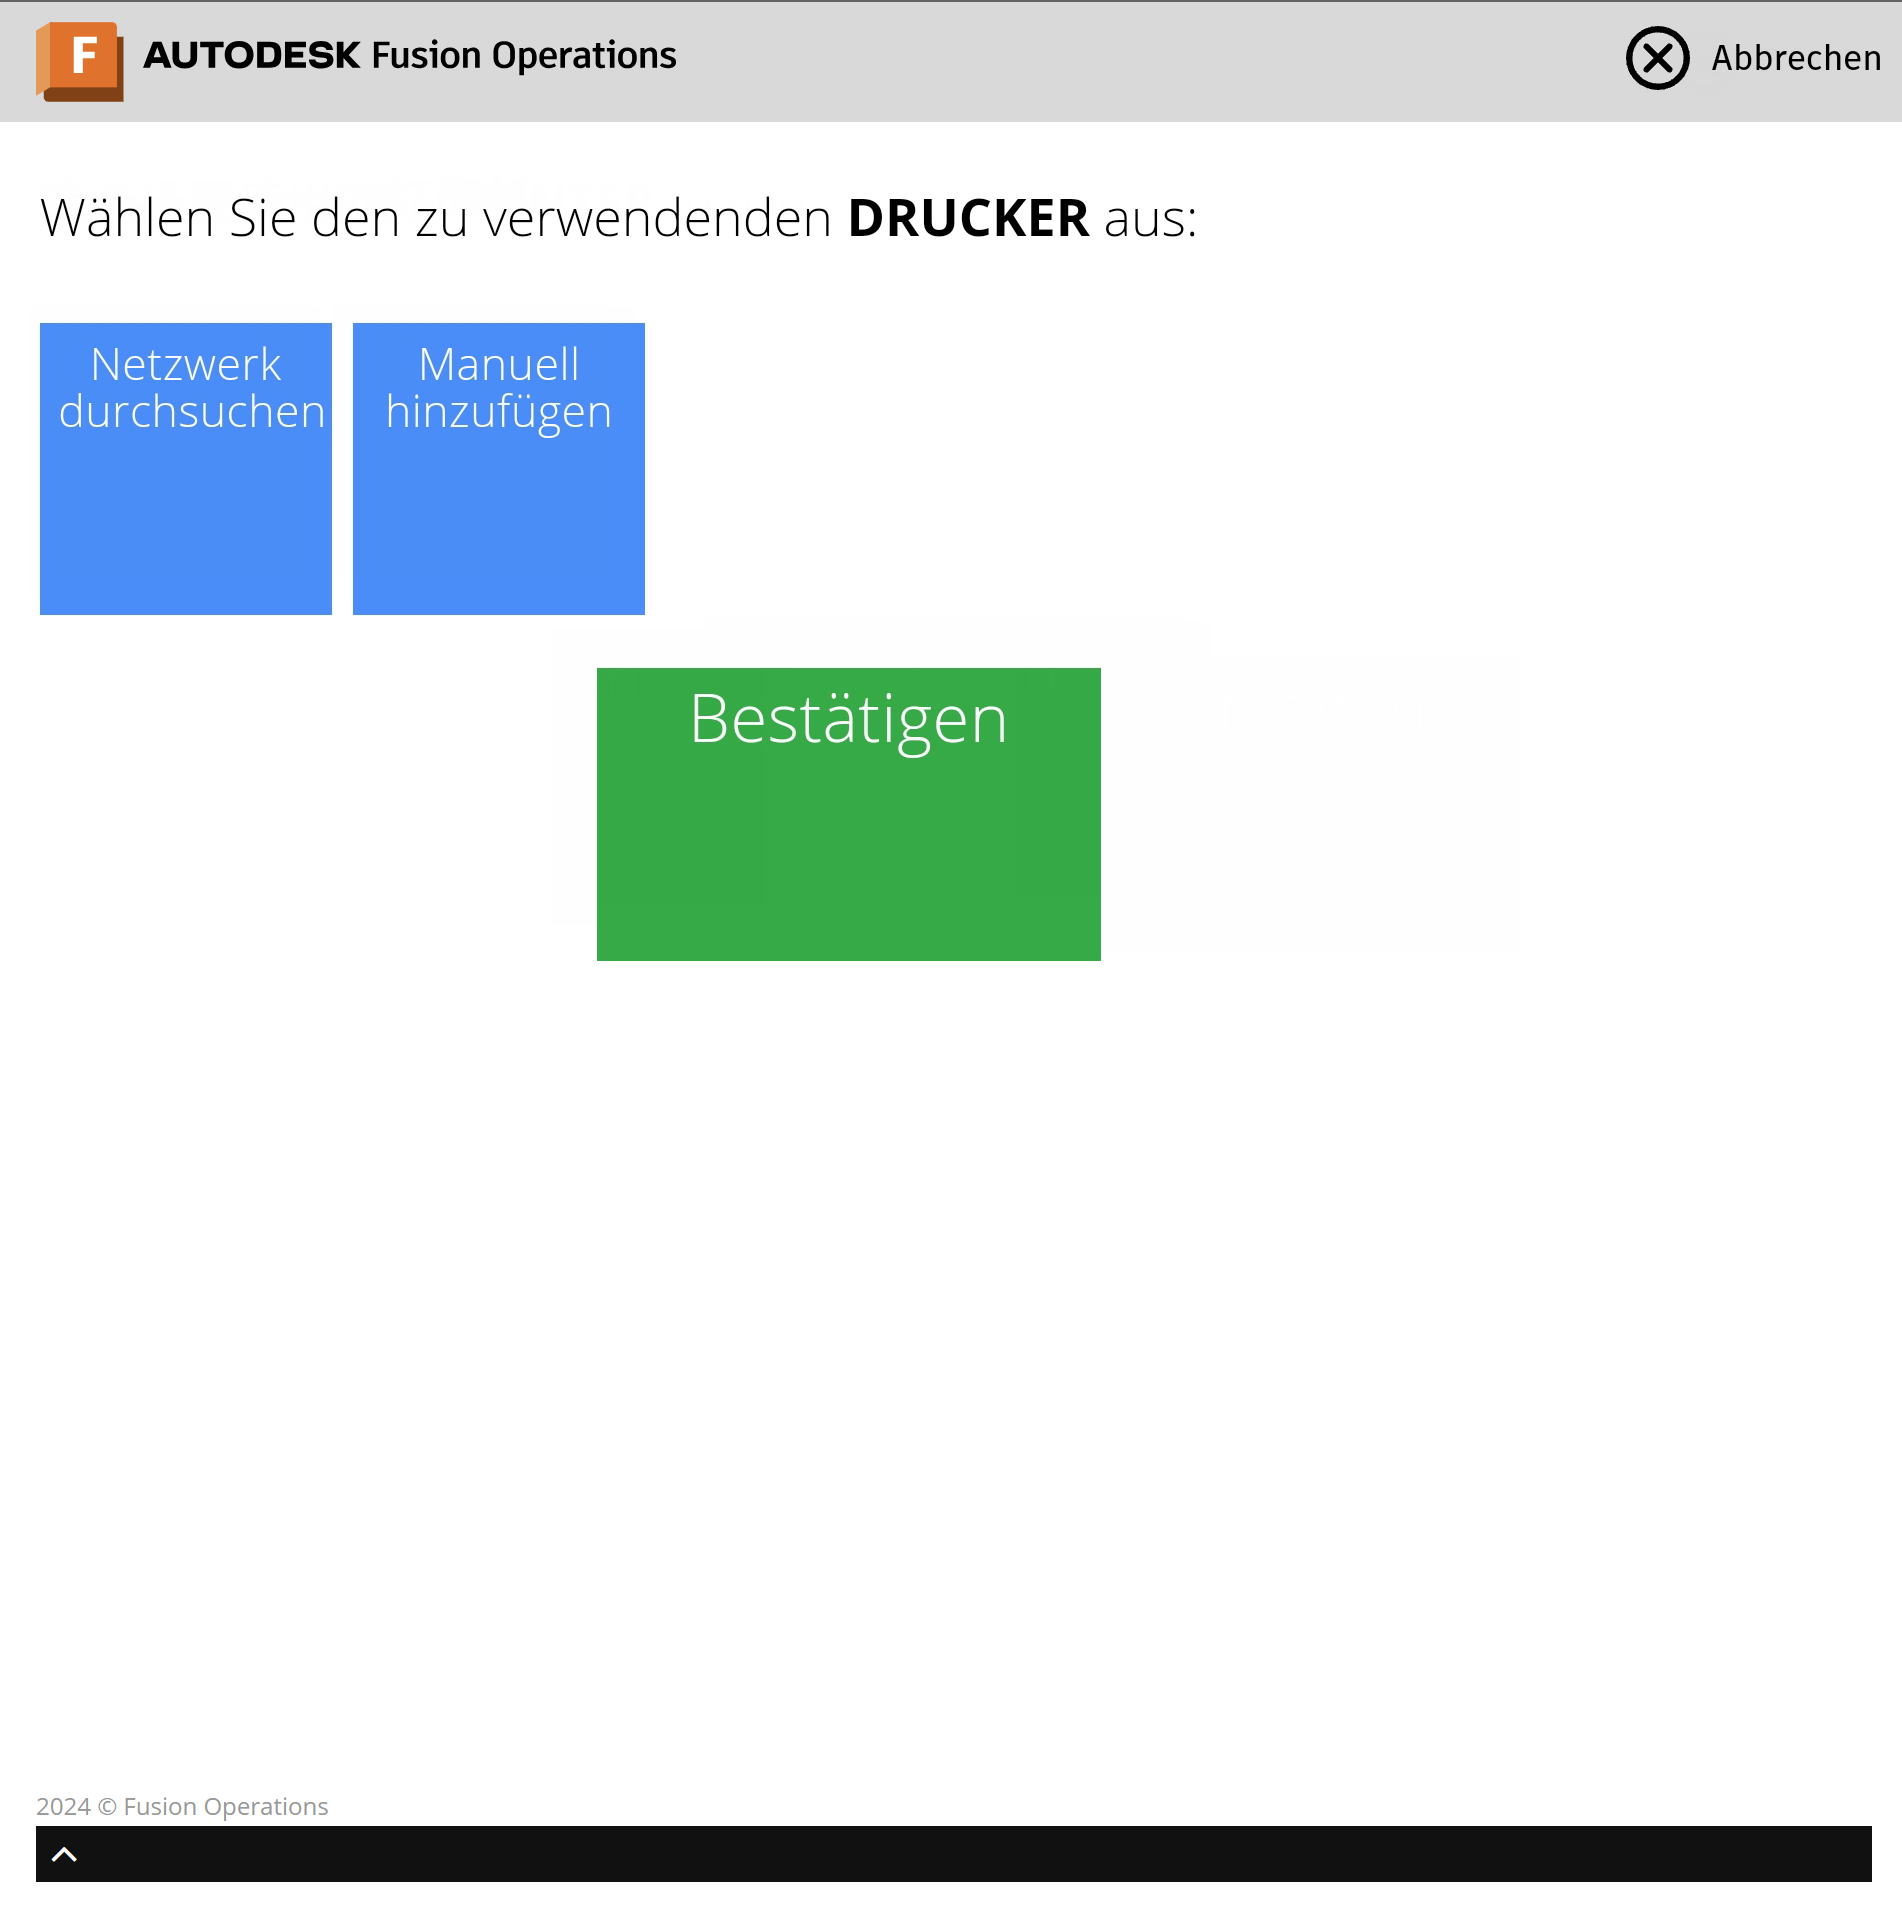 F
AUTODESK Fusion Operations
Abbrechen
Wählen Sie den zu verwendenden DRUCKER aus:
Netzwerk
durchsuchen
Manuell
hinzufügen
Bestätigen
2024 © Fusion Operations